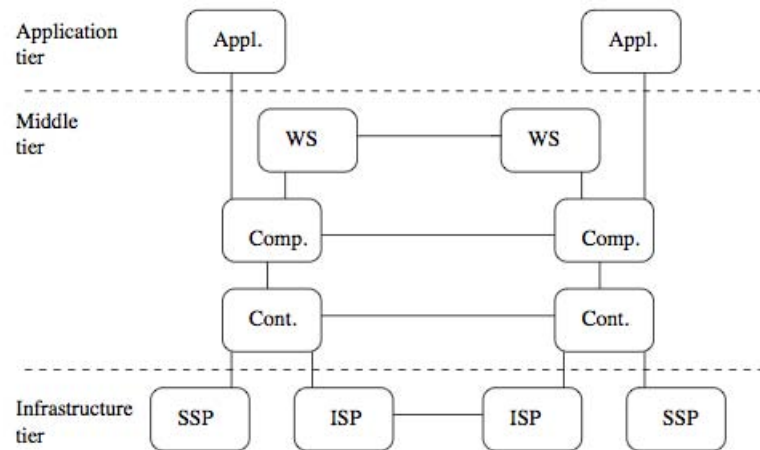 Application
tier
Appl.
Appl.
Middle
tier
WS
WS
Comp.
Comp.
Cont.
Cont.
Infrastructure
tier
SSP
ISP
ISP
SSP